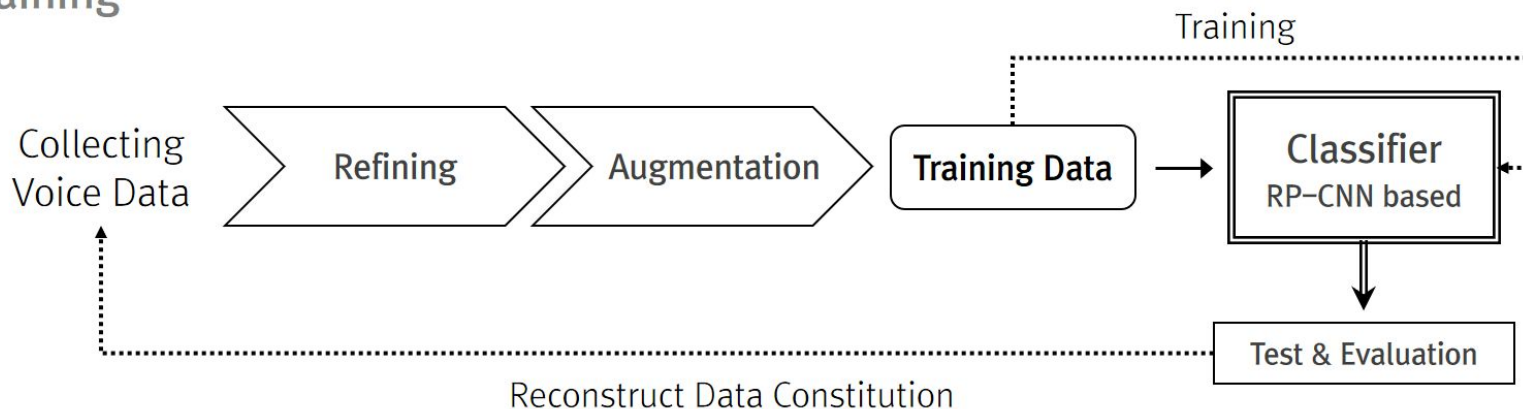 Training
Collecting
Voice Data
Refining
Augmentation
Training Data
Classifier
RP–CNN based
Test & Evaluation
Reconstruct Data Constitution